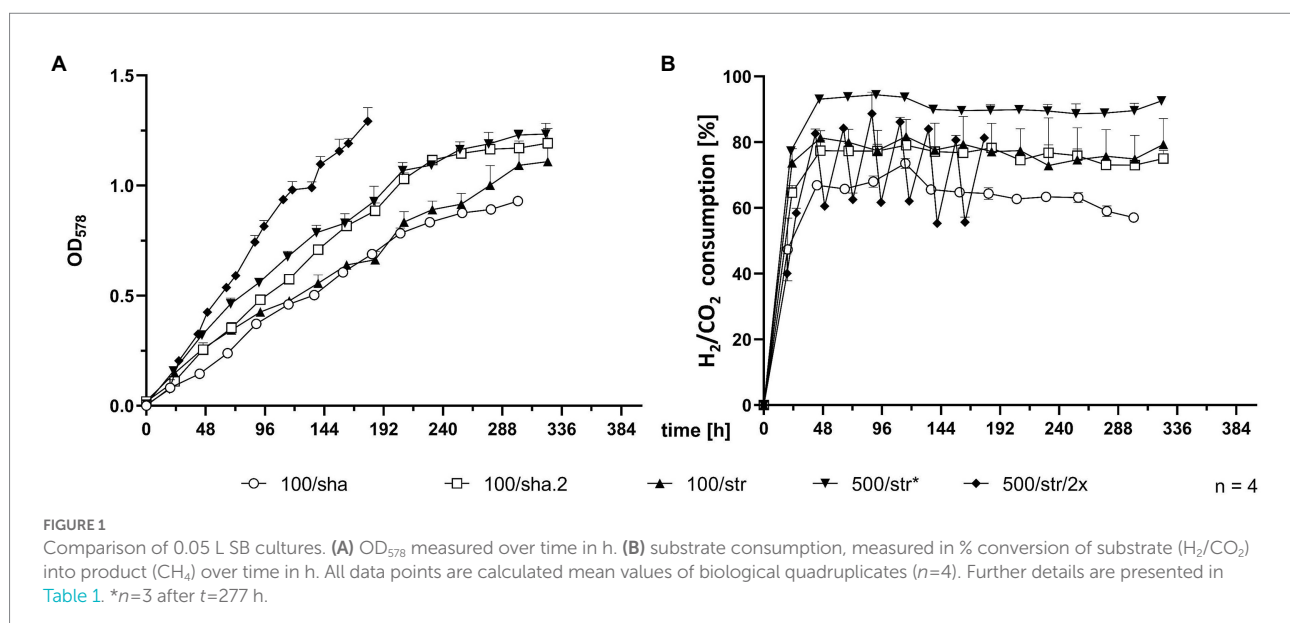 A
B
1.5
1.0
0.5
0.0
OD578
0 48 96 144 192 240 288 336 384
100
80
60
40
20
0
H2/CO2 consumption [%]
time [h]
0 48 96 144 192 240 288 336 384
100/sha 100/sha.2 100/str 500/str* 500/str/2x n = 4
FIGURE 1
Comparison of 0.05 L SB cultures. (A) OD578 measured over time in h. (B) substrate consumption, measured in % conversion of substrate (H2/CO2)
into product (CH4) over time in h. All data points are calculated mean values of biological quadruplicates (n=4). Further details are presented in
Table 1. *n=3 after t=277 h.